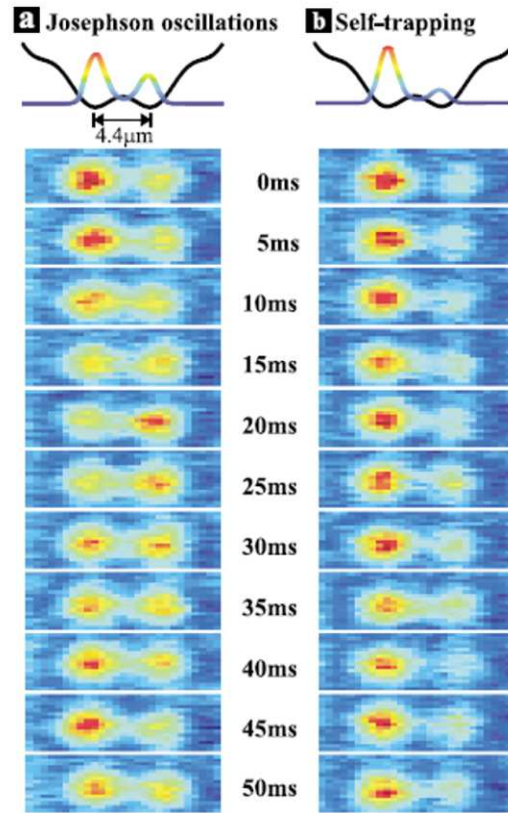 a Josephson oscillations
b Self-trapping
4.4μm
0ms
5ms
10ms
15ms
20ms
25ms
30ms
35ms
40ms
45ms
50ms